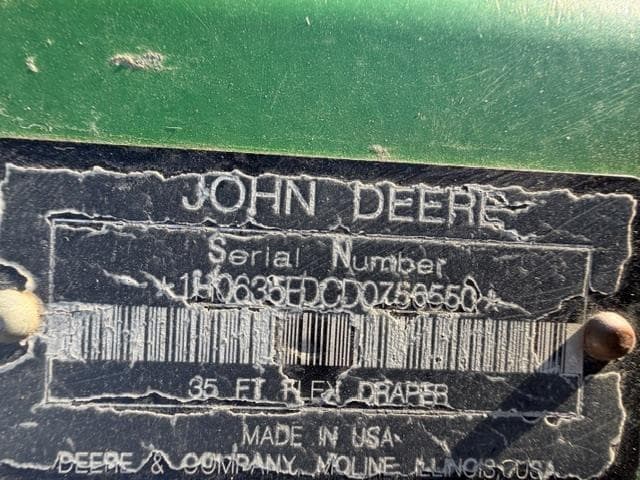 JOHN DEERE
Serial Number
*1H0635FDCD0756550*
35 FT FLEX DRAPER
MADE IN USA
DEERE & COMPANY MOLINE ILLINOIS USA